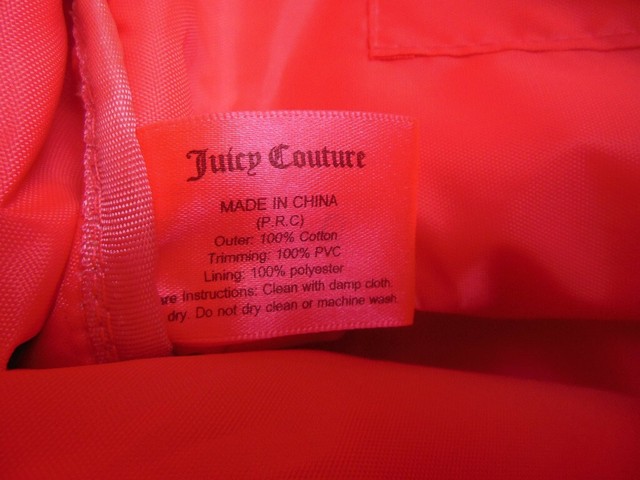 Juicy Couture
MADE IN CHINA
(P.R.C)
Outer: 100% Cotton
Trimming: 100% PVC
Lining: 100% polyester
Instructions: Clean with damp cloth.
dry. Do not dry clean or machine wash